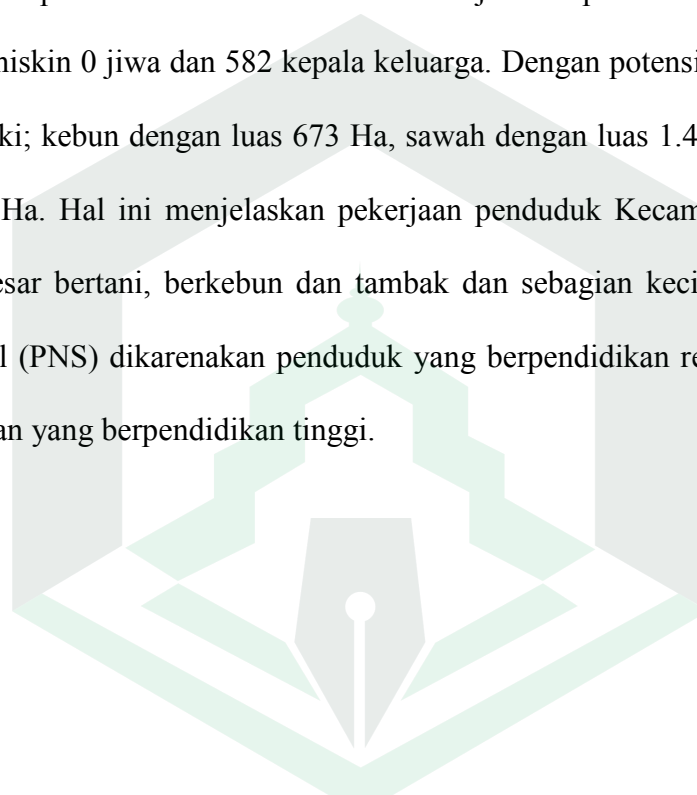 niskin 0 jiwa dan 582 kepala keluarga. Dengan potensi
ki; kebun dengan luas 673 Ha, sawah dengan luas 1.4
Ha. Hal ini menjelaskan pekerjaan penduduk Kecam
esar bertani, berkebun dan tambak dan sebagian keci
l (PNS) dikarenakan penduduk yang berpendidikan re
an yang berpendidikan tinggi.